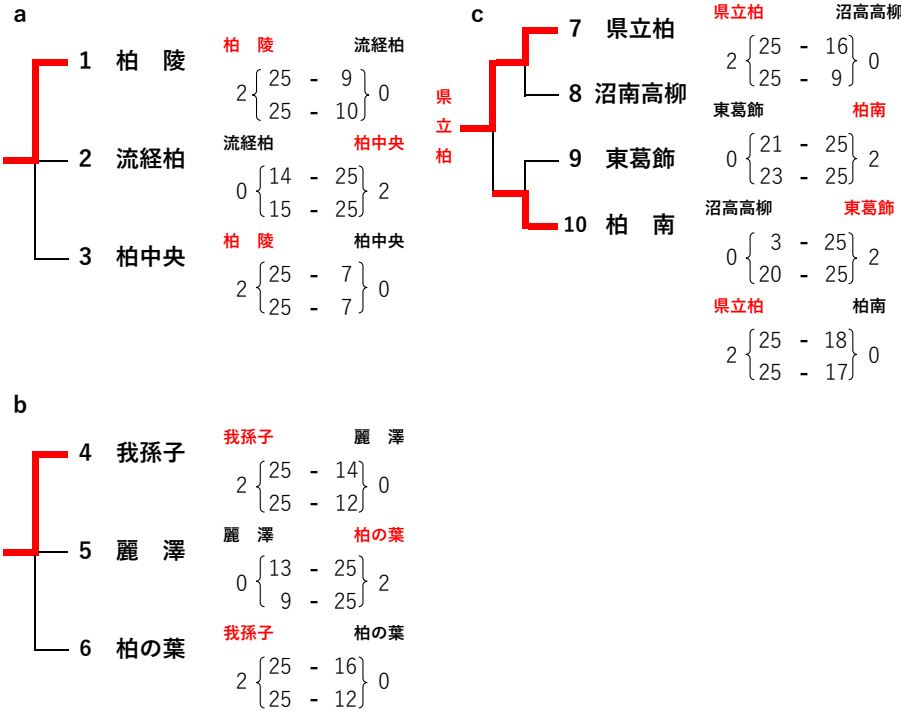 a
1 柏　陵
2 流経柏
3 柏中央
柏　陵 流経柏
2 25 - 9 0
25 - 10
流経柏 柏中央
0 14 - 25 2
15 - 25
柏　陵 柏中央
2 25 - 7 0
25 - 7
b
4 我孫子
5 麗　澤
6 柏の葉
我孫子 麗　澤
2 25 - 14 0
25 - 12
麗　澤 柏の葉
0 13 - 25 2
9 - 25
我孫子 柏の葉
2 25 - 16 0
25 - 12
c
県立柏
7 県立柏
8 沼南高柳
9 東葛飾
10 柏　南
県立柏 沼高高柳
2 25 - 16 0
25 - 9
東葛飾 柏南
0 21 - 25 2
23 - 25
沼高高柳 東葛飾
0 3 - 25 2
20 - 25
県立柏 柏南
2 25 - 18 0
25 - 17